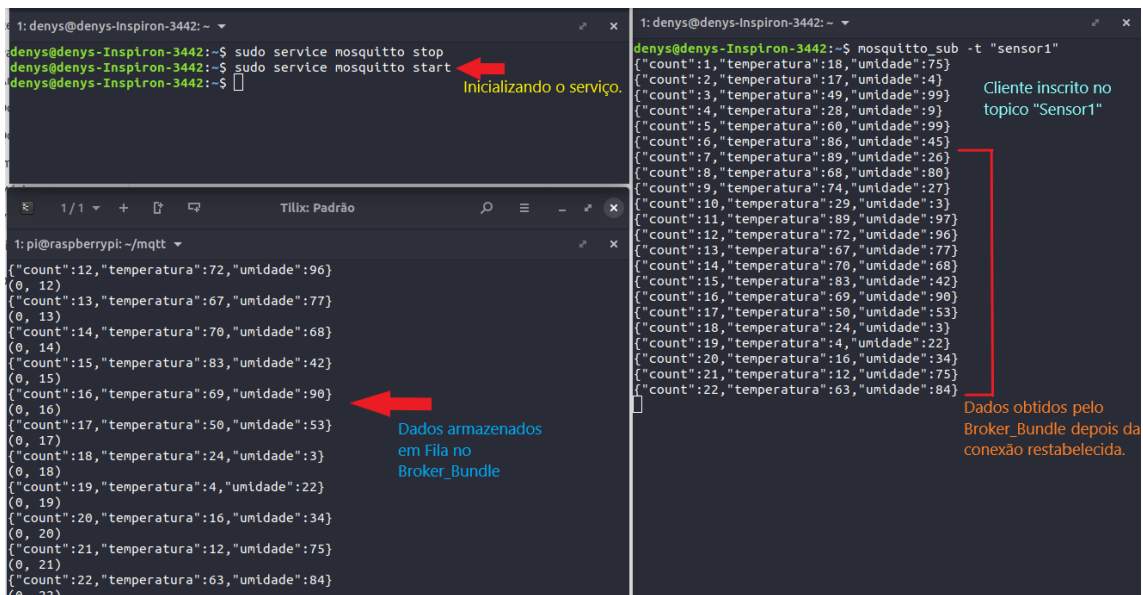 1: denys@denys-Inspiron-3442: ~
denys@denys-Inspiron-3442:~$ sudo service mosquitto stop
denys@denys-Inspiron-3442:~$ sudo service mosquitto start
denys@denys-Inspiron-3442:~$
Inicializando o serviço.
1/1
Tilix: Padrão
1: pi@raspberrypi: ~/mqtt
{"count":12,"temperatura":72,"umidade":96}
(0, 12)
{"count":13,"temperatura":67,"umidade":77}
(0, 13)
{"count":14,"temperatura":70,"umidade":68}
(0, 14)
{"count":15,"temperatura":83,"umidade":42}
(0, 15)
{"count":16,"temperatura":69,"umidade":90}
(0, 16)
{"count":17,"temperatura":50,"umidade":53}
(0, 17)
{"count":18,"temperatura":24,"umidade":3}
(0, 18)
{"count":19,"temperatura":4,"umidade":22}
(0, 19)
{"count":20,"temperatura":16,"umidade":34}
(0, 20)
{"count":21,"temperatura":12,"umidade":75}
(0, 21)
{"count":22,"temperatura":63,"umidade":84}
(0, 22)
Dados armazenados
em Fila no
Broker_Bundle
1: denys@denys-Inspiron-3442: ~
denys@denys-Inspiron-3442:~$ mosquitto_sub -t "sensor1"
{"count":1,"temperatura":18,"umidade":75}
{"count":2,"temperatura":17,"umidade":4}
{"count":3,"temperatura":49,"umidade":99}
{"count":4,"temperatura":28,"umidade":9}
{"count":5,"temperatura":60,"umidade":99}
{"count":6,"temperatura":86,"umidade":45}
{"count":7,"temperatura":89,"umidade":26}
{"count":8,"temperatura":68,"umidade":80}
{"count":9,"temperatura":74,"umidade":27}
{"count":10,"temperatura":29,"umidade":3}
{"count":11,"temperatura":89,"umidade":97}
{"count":12,"temperatura":72,"umidade":96}
{"count":13,"temperatura":67,"umidade":77}
{"count":14,"temperatura":70,"umidade":68}
{"count":15,"temperatura":83,"umidade":42}
{"count":16,"temperatura":69,"umidade":90}
{"count":17,"temperatura":50,"umidade":53}
{"count":18,"temperatura":24,"umidade":3}
{"count":19,"temperatura":4,"umidade":22}
{"count":20,"temperatura":16,"umidade":34}
{"count":21,"temperatura":12,"umidade":75}
{"count":22,"temperatura":63,"umidade":84}
Cliente inscrito no
topico "Sensor1"
Dados obtidos pelo
Broker_Bundle depois da
conexão restabelecida.